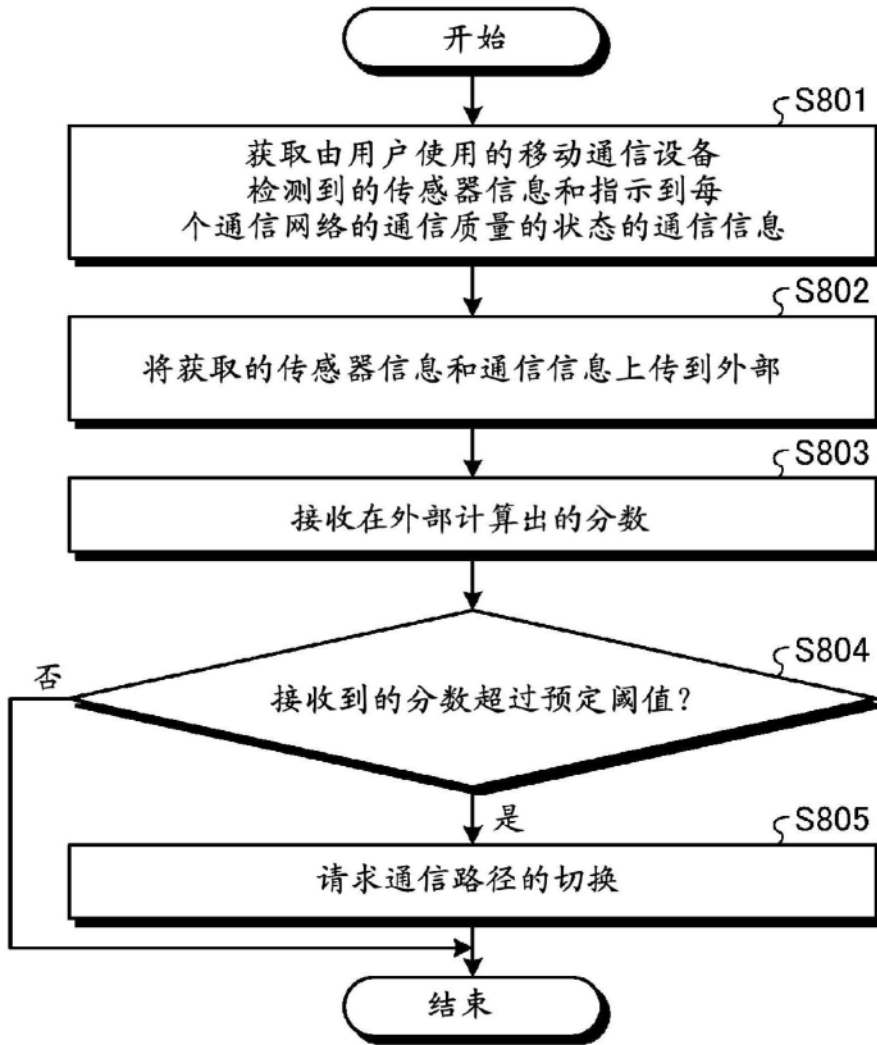 开始
S801
获取由用户使用的移动通信设备
检测到的传感器信息和指示到每
个通信网络的通信质量的状态的通信信息
S802
将获取的传感器信息和通信信息上传到外部
S803
接收在外部计算出的分数
S804
否
接收到的分数超过预定阈值？
是
S805
请求通信路径的切换
结束